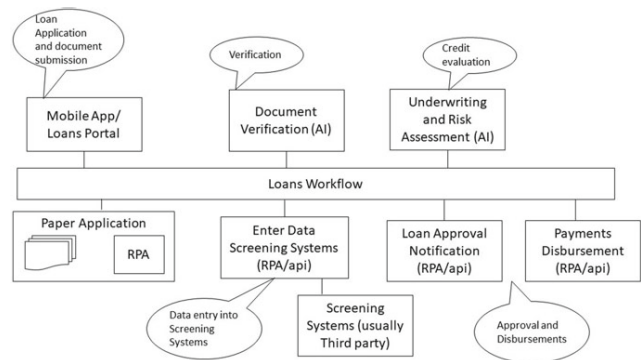 Loan
Application
and document
submission
Verification
Credit
evaluation
Mobile App/
Loans Portal
Document
Verification (AI)
Underwriting
and Risk
Assessment (AI)
Loans Workflow
Paper Application
RPA
Enter Data
Screening Systems
(RPA/api)
Loan Approval
Notification
(RPA/api)
Payments
Disbursement
(RPA/api)
Data entry into
Screening
Systems
Screening
Systems (usually
Third party)
Approval and
Disbursements